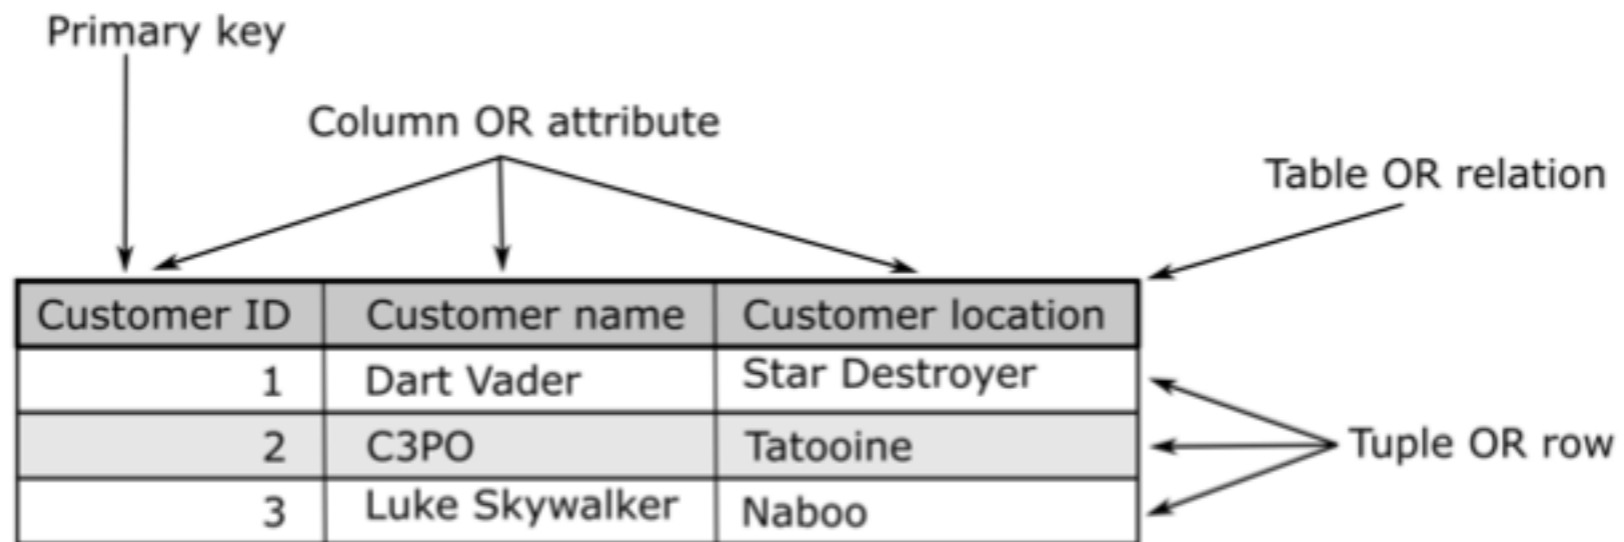 Primary key
Column OR attribute
Table OR relation
Customer ID Customer name Customer location
1 Dart Vader Star Destroyer
2 C3PO Tatooine
3 Luke Skywalker Naboo
Tuple OR row